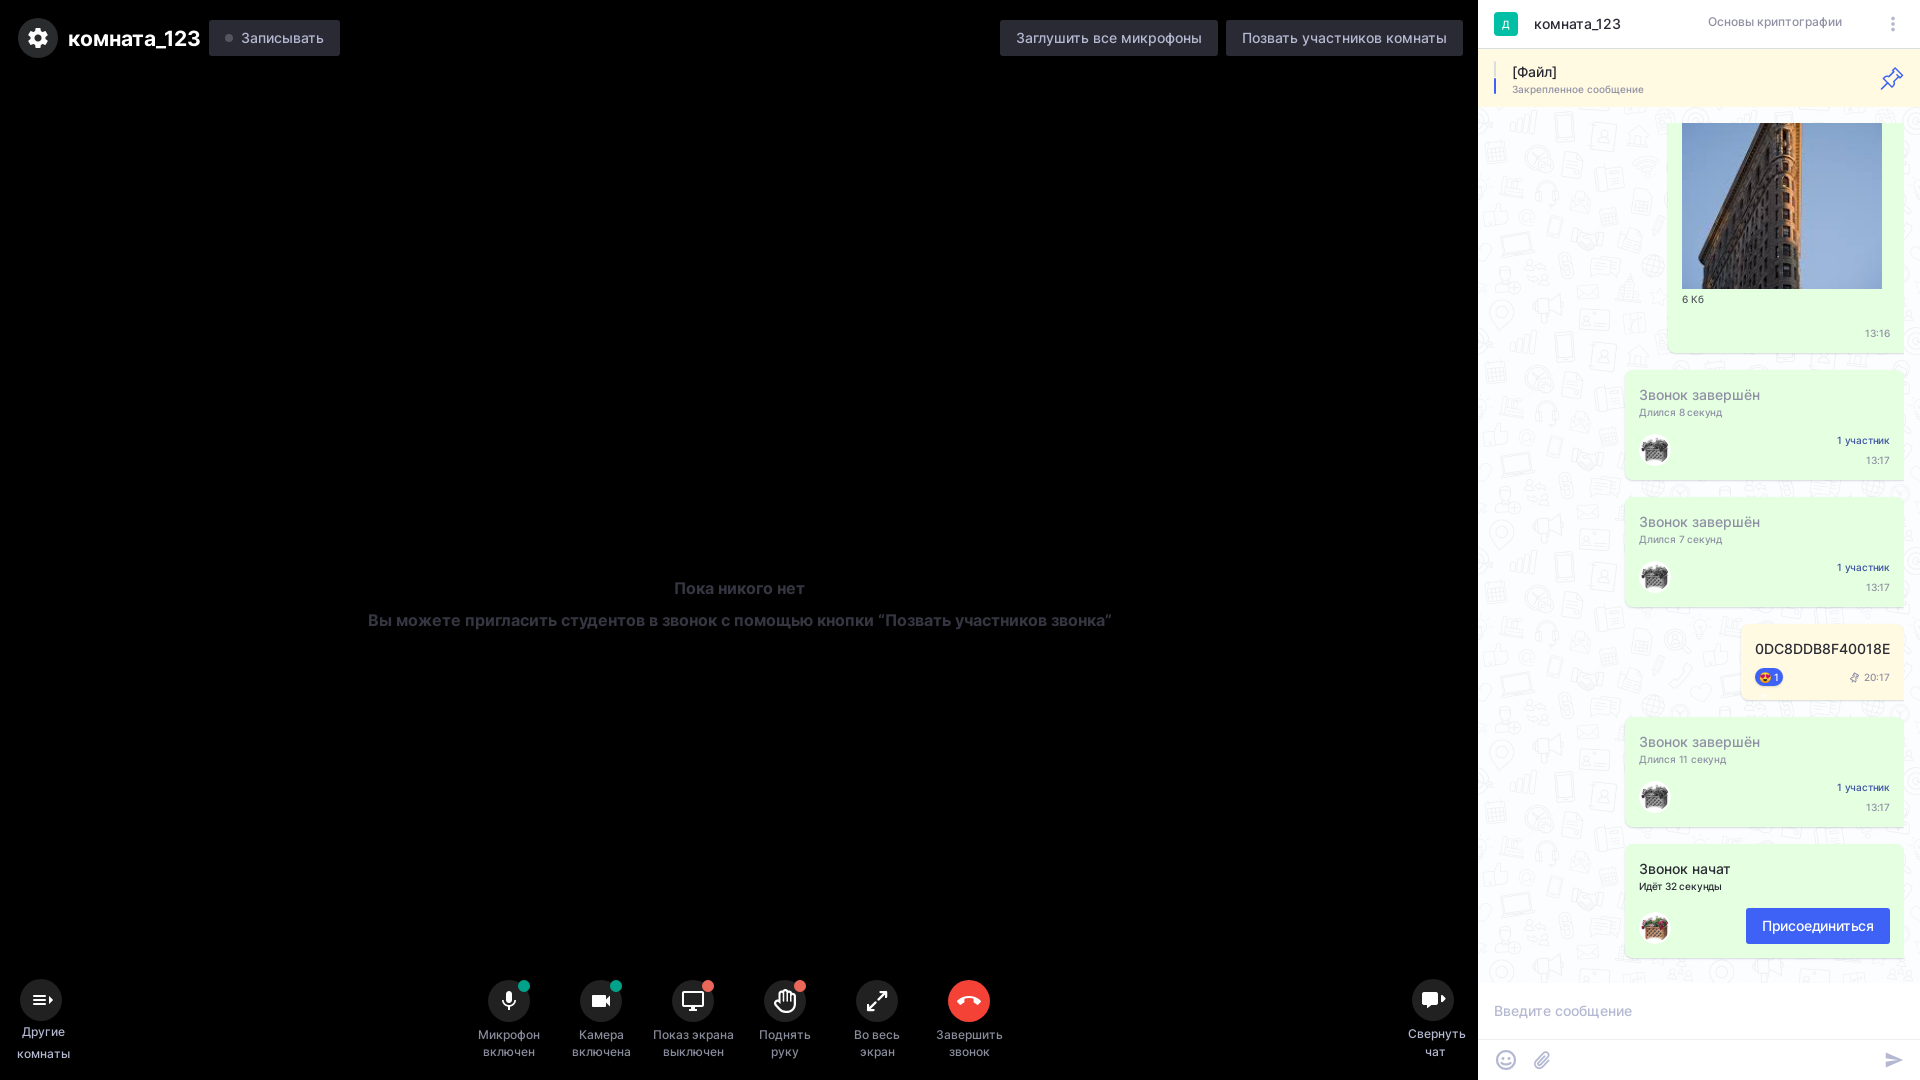 комната_123
Записывать
Заглушить все микрофоны
Позвать участников комнаты
Пока никого нет
Вы можете пригласить студентов в звонок с помощью кнопки “Позвать участников звонка”
Другие
комнаты
Микрофон
включен
Камера
включена
Показ экрана
выключен
Поднять
руку
Во весь
экран
Завершить
звонок
Свернуть
чат
Д
комната_123
Основы криптографии
[Файл]
Закрепленное сообщение
6 Кб
13:16
Звонок завершён
Длился 8 секунд
1 участник
13:17
Звонок завершён
Длился 7 секунд
1 участник
13:17
0DC8DDB8F40018E
1
20:17
Звонок завершён
Длился 11 секунд
1 участник
13:17
Звонок начат
Идёт 32 секунды
Присоединиться
Введите сообщение